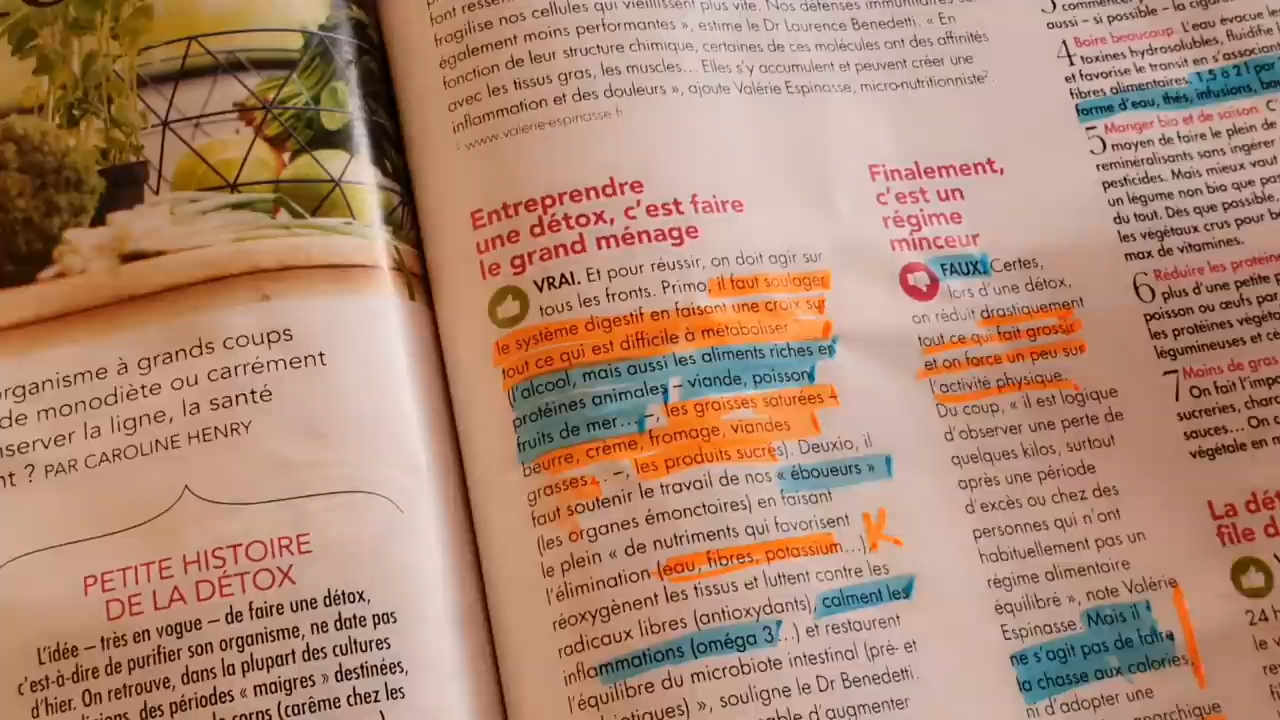 organisme à grands coups
de monodiète ou carrément
la ligne, la santé
? PAR CAROLINE HENRY
PETITE HISTOIRE
DE LA DÉTOX
L'idée – très en vogue – de faire une détox,
c'est-à-dire de purifier son organisme, ne date pas
d'hier. On retrouve, dans la plupart des cultures
des périodes « maigres » destinées,
corps (carême chez les
fragilise nos cellules qui vieillissent plus vite. Nos défenses
également moins performantes », estime le Dr Laurence Benedetti. « En
fonction de leur structure chimique, certaines de ces molécules ont des affinités
avec les tissus gras, les muscles... Elles s'y accumulent et peuvent créer une
inflammation et des douleurs », ajoute Valérie Espinasse, micro-nutritionniste².
www.valerie-espinasse.fr
Entreprendre
une détox, c'est faire
le grand ménage
VRAI. Et pour réussir, on doit agir sur
tous les fronts. Primo, il faut soulager
le système digestif en faisant une croix sur
tout ce qui est difficile à métaboliser
(l'alcool, mais aussi les aliments riches en
protéines animales – viande, poisson,
fruits de mer... –, les graisses saturées –
beurre, crème, fromage, viandes
grasses... –, les produits sucrés). Deuxio, il
faut soutenir le travail de nos « éboueurs »
(les organes émonctoires) en faisant
le plein « de nutriments qui favorisent
l'élimination (eau, fibres, potassium...), K
réoxygènent les tissus et luttent contre les
radicaux libres (antioxydants), calment les
inflammations (oméga 3...) et restaurent
l'équilibre du microbiote intestinal (pré- et
», souligne le Dr Benedetti.
d'augmenter
Finalement,
c'est un
régime
minceur
FAUX. Certes,
lors d'une détox,
on réduit drastiquement
tout ce qui fait grossir
et on force un peu sur
l'activité physique.
Du coup, « il est logique
d'observer une perte de
quelques kilos, surtout
après une période
d'excès ou chez des
personnes qui n'ont
habituellement pas un
régime alimentaire
équilibré », note Valérie
Espinasse. Mais il
ne s'agit pas de faire
la chasse aux calories,
ni d'adopter une
aussi – si possible – la
4 Boire beaucoup. L'eau évacue les
toxines hydrosolubles, fluidifie
et favorise le transit en s'associant
fibres alimentaires. 1,5 à 2 l par
forme d'eau, thés, infusions,
5 Manger bio et de saison. C'
moyen de faire le plein de
reminéralisants sans ingérer
pesticides. Mais mieux vaut
un légume non bio que pas
du tout. Dès que possible,
les végétaux crus pour
max de vitamines.
6 Réduire les protéines
plus d'une petite
poisson ou œufs par
les protéines
légumineuses et
7 Moins de gras,
On fait
sucreries,
sauces... On
végétale en
La
file d
24 h